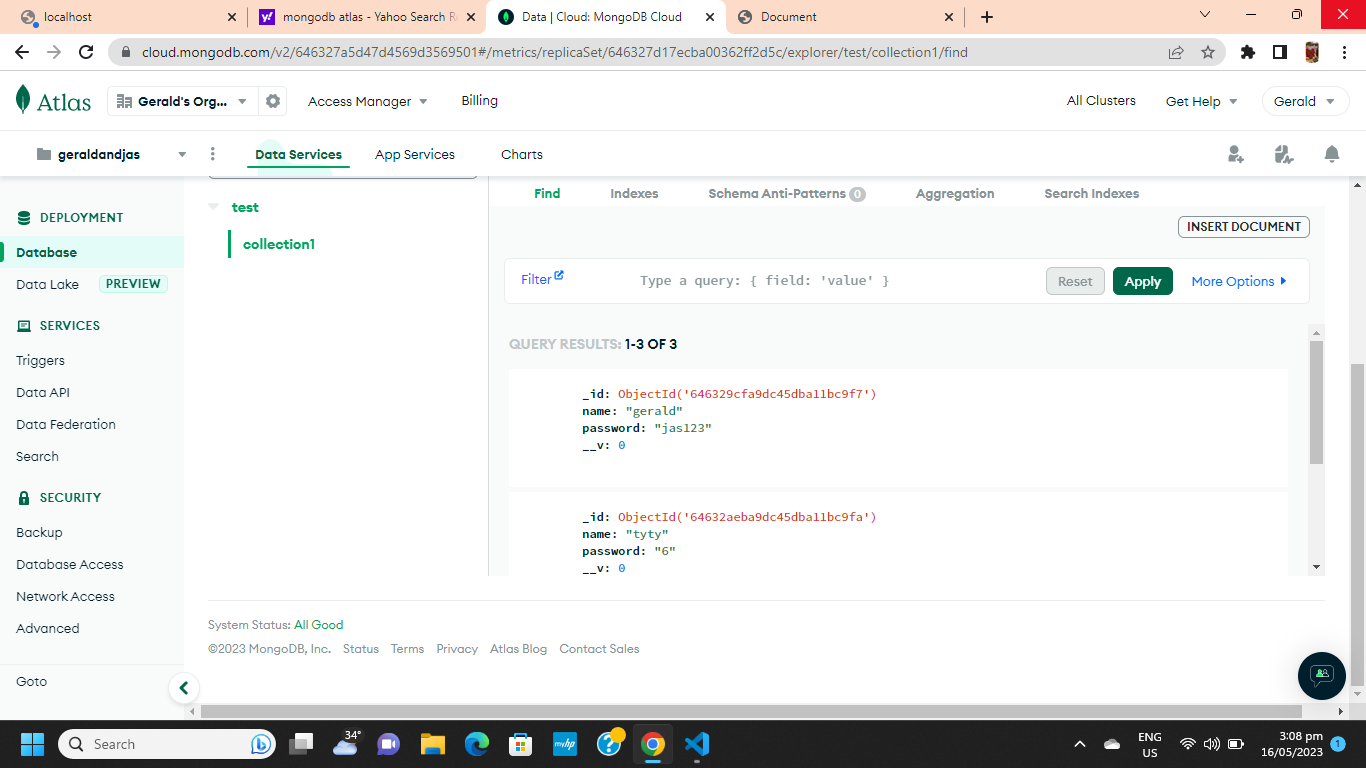 localhost
mongodb atlas - Yahoo Search R
Data | Cloud: MongoDB Cloud
Document
cloud.mongodb.com/v2/646327a5d47d4569d3569501#/metrics/replicaSet/646327d17ecba00362ff2d5c/explorer/test/collection1/find
Atlas
Gerald's Org...
Access Manager
Billing
All Clusters
Get Help
Gerald
geraldandjas
Data Services
App Services
Charts
DEPLOYMENT
Database
Data Lake PREVIEW
SERVICES
Triggers
Data API
Data Federation
Search
SECURITY
Backup
Database Access
Network Access
Advanced
Goto
test
collection1
Find
Indexes
Schema Anti-Patterns 0
Aggregation
Search Indexes
INSERT DOCUMENT
Filter
Type a query: { field: 'value' }
Reset
Apply
More Options
QUERY RESULTS: 1-3 OF 3
_id: ObjectId('646329cfa9dc45dba11bc9f7')
name: "gerald"
password: "jas123"
__v: 0
_id: ObjectId('64632aeba9dc45dba11bc9fa')
name: "tyty"
password: "6"
__v: 0
System Status: All Good
©2023 MongoDB, Inc. Status Terms Privacy Atlas Blog Contact Sales
Search
34°
myhp
ENG
US
3:08 pm
16/05/2023
1